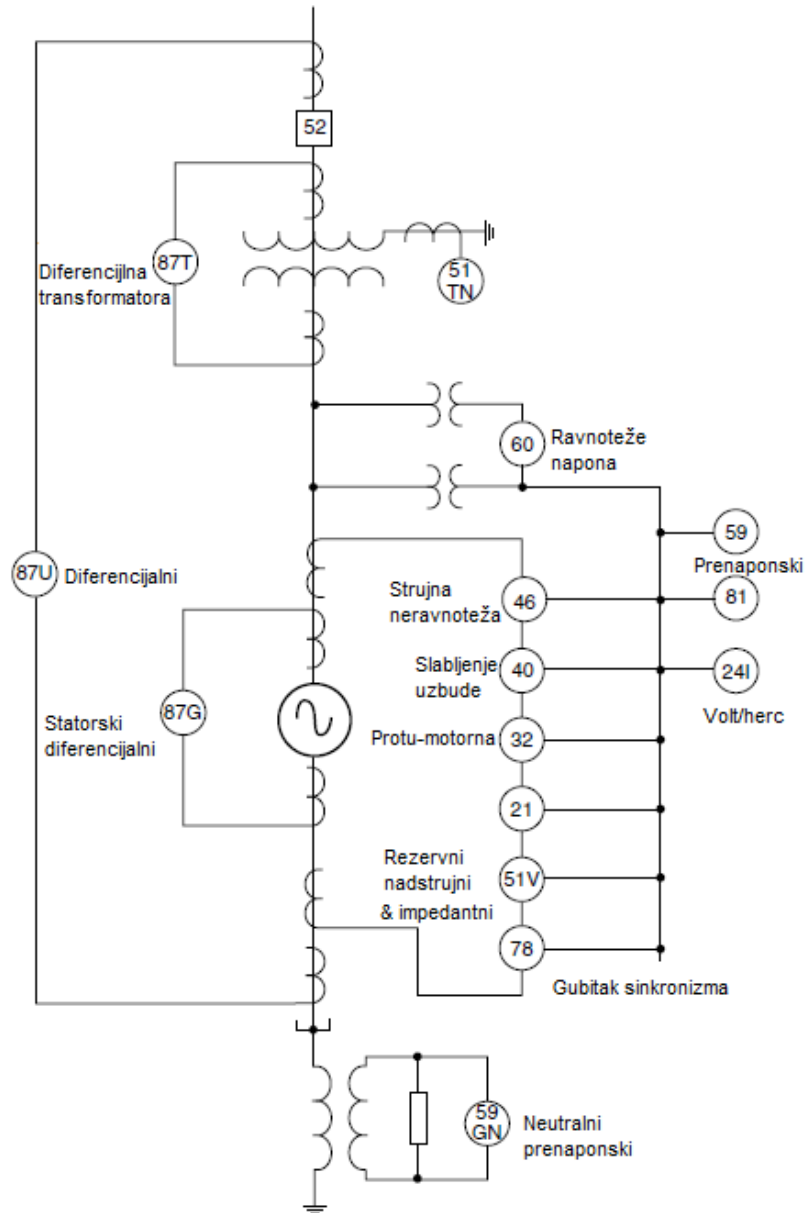 52
87T
Diferencijlna
transformatora
51
TN
60
Ravnoteže
napona
59
Prenaponski
87U
Diferencijalni
Strujna
neravnoteža
46
81
Slabljenje
uzbude
40
24I
Volt/herc
87G
Statorski
diferencijalni
Protu-motorna
32
21
Rezervni
nadstrujni
& impedantni
51V
78
Gubitak sinkronizma
59
GN
Neutralni
prenaponski